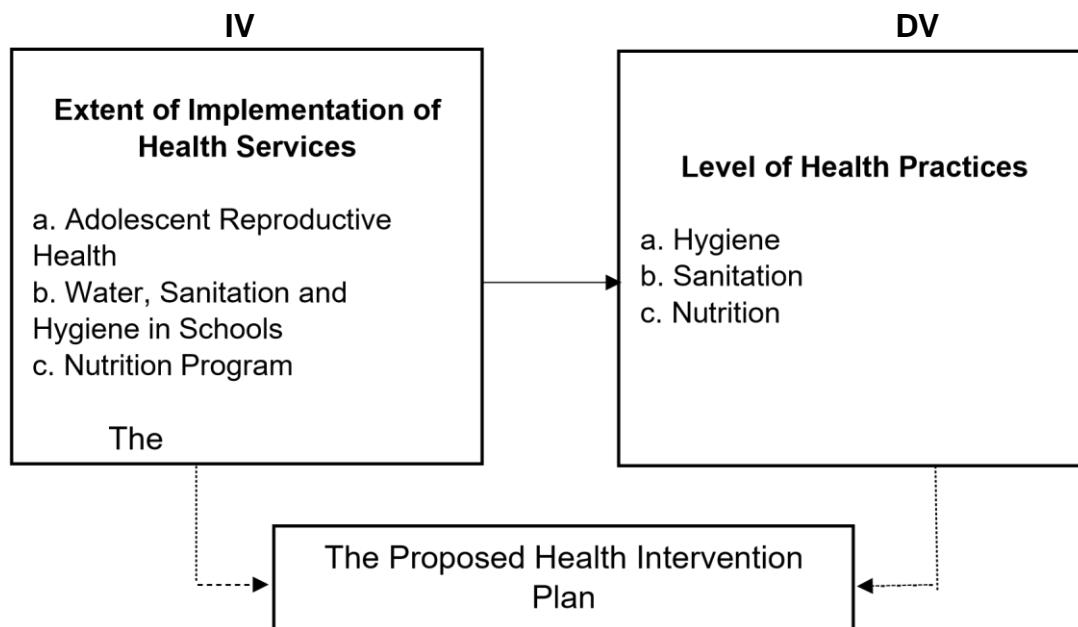 IV
Extent of Implementation of
Health Services
a. Adolescent Reproductive
Health
b. Water, Sanitation and
Hygiene in Schools
c. Nutrition Program
The
DV
Level of Health Practices
a. Hygiene
b. Sanitation
c. Nutrition
The Proposed Health Intervention
Plan